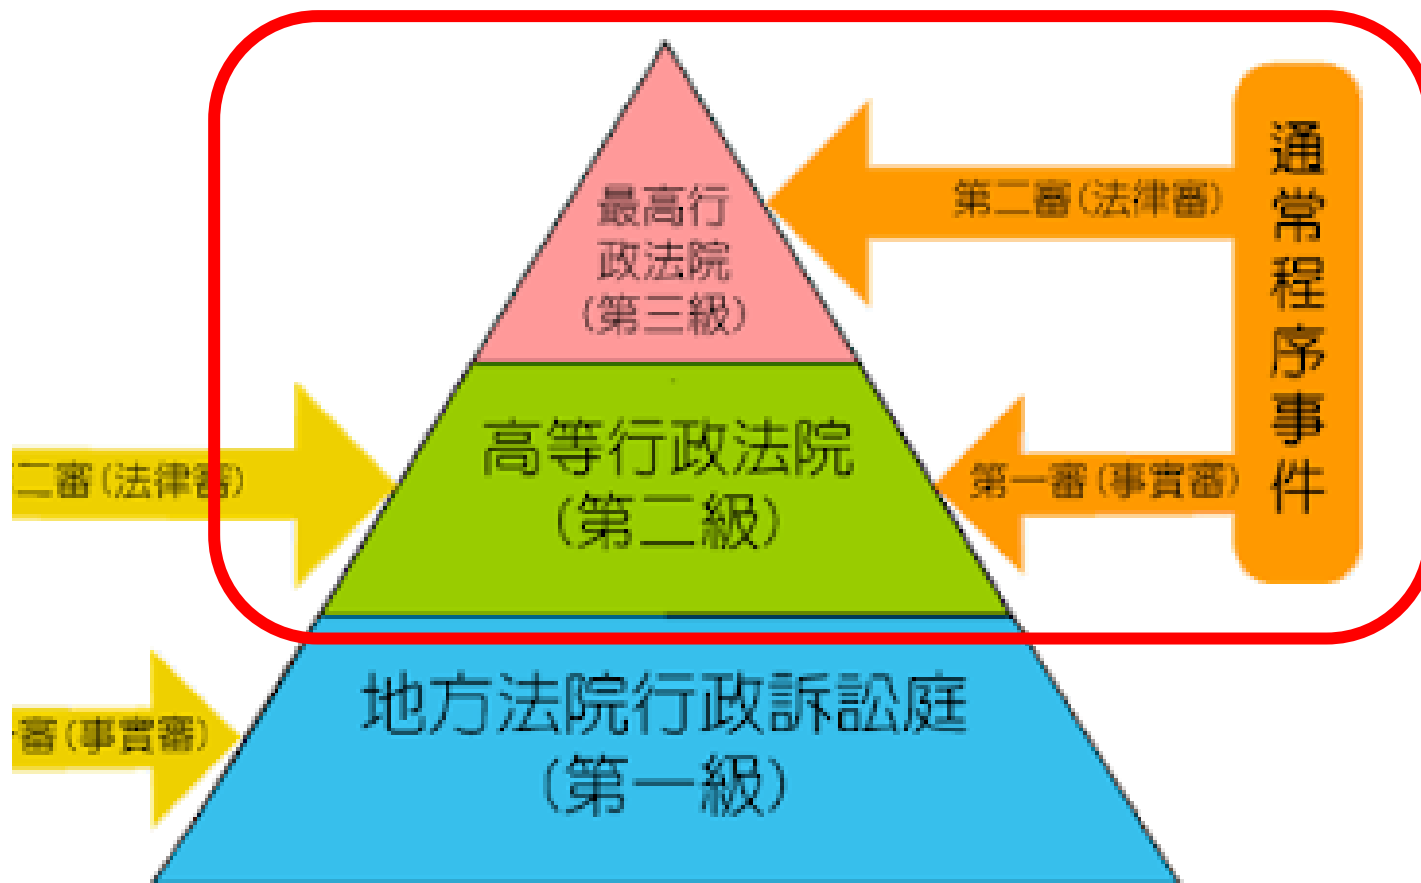 最高行
政法院
(第三級)
第二審(法律審)
通常程序事件
高等行政法院
(第二級)
二審(法律審)
第一審(事實審)
地方法院行政訴訟庭
(第一級)
審(事實審)